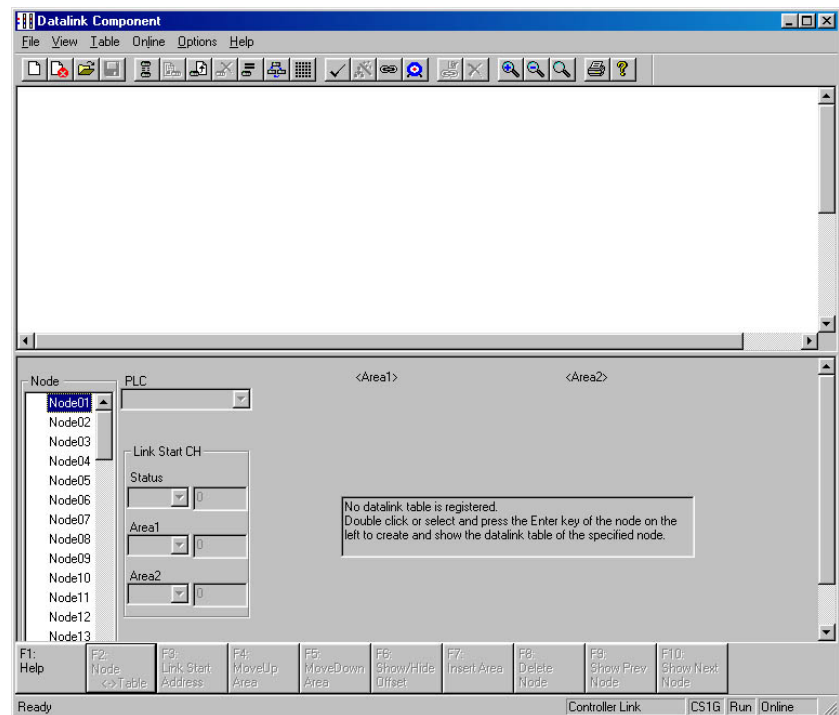 Datalink Component
File View Table Online Options Help
<Area1> <Area2>
Node PLC
Node01
Node02
Node03
Node04
Node05
Node06
Node07
Node08
Node09
Node10
Node11
Node12
Node13
Link Start CH
Status
0
Area1
0
Area2
0
No datalink table is registered.
Double click or select and press the Enter key of the node on the
left to create and show the datalink table of the specified node.
F1:
Help
F2:
Node
<->Table
F3:
Link Start
Address
F4:
MoveUp
Area
F5:
MoveDown
Area
F6:
Show/Hide
Offset
F7:
Insert Area
F8:
Delete
Node
F9:
Show Prev
Node
F10:
Show Next
Node
Ready Controller Link CS1G Run Online